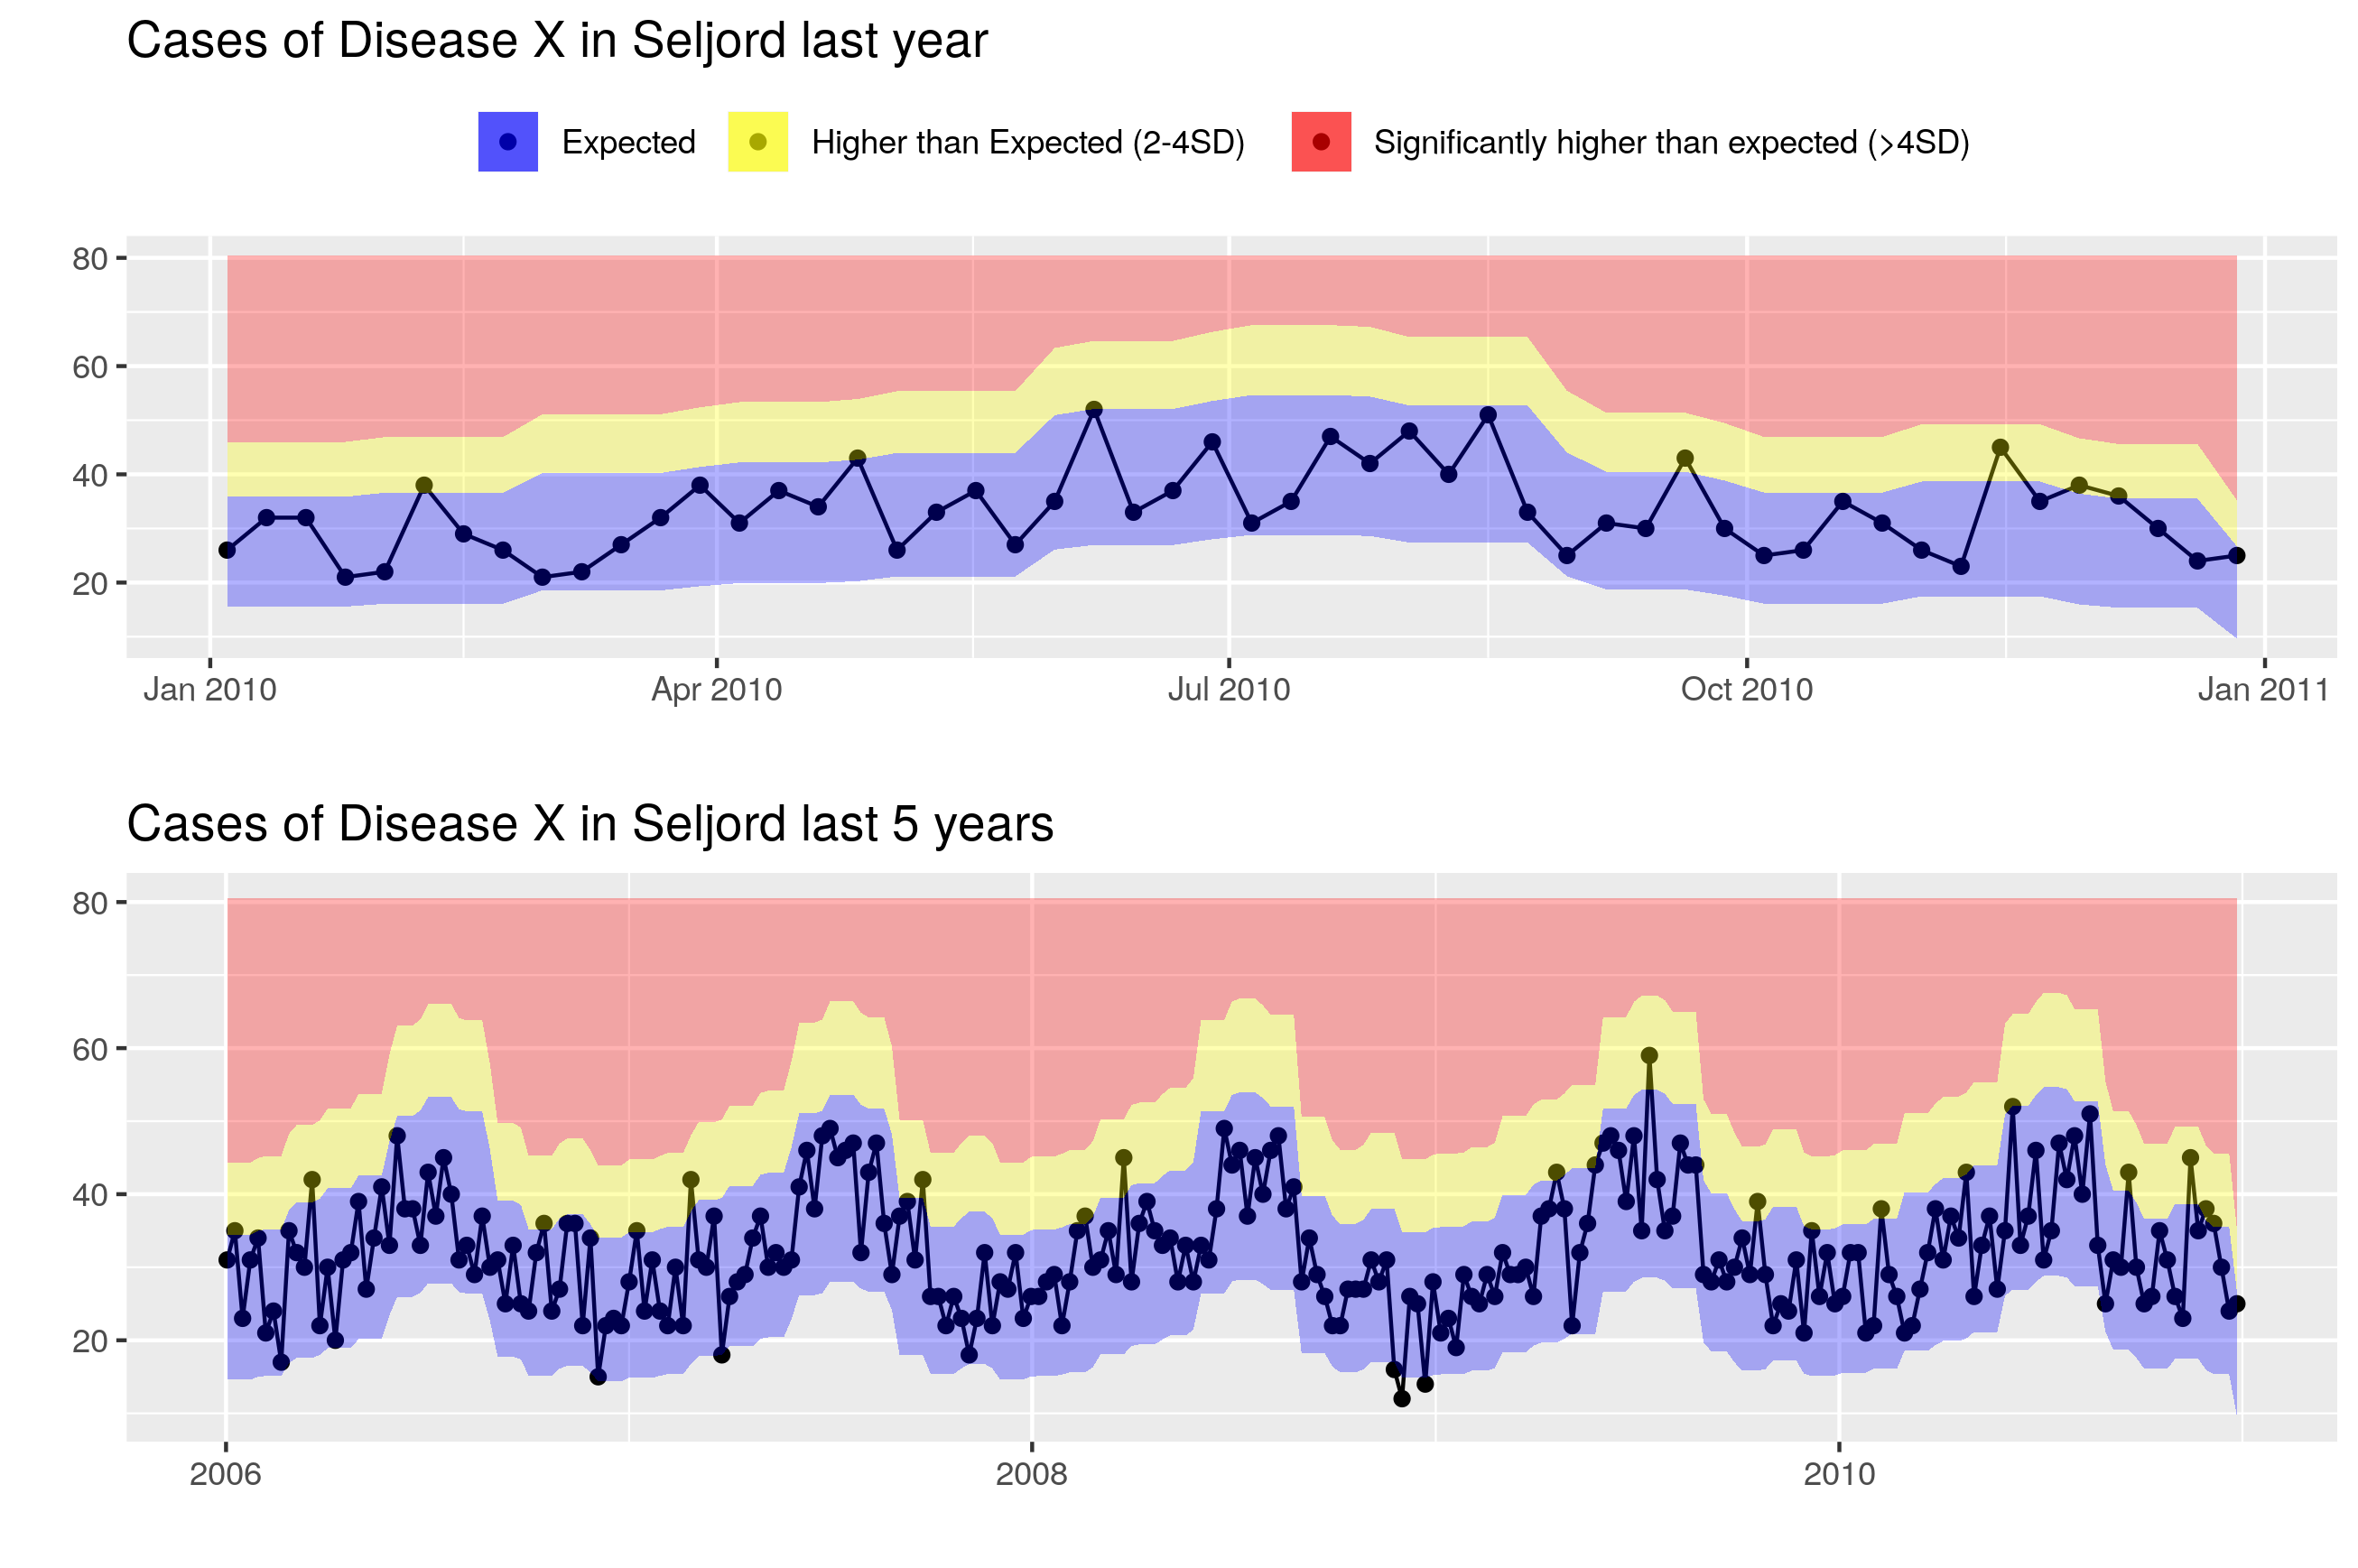 Cases of Disease X in Seljord last year
Expected Higher than Expected (2-4SD) Significantly higher than expected (>4SD)
80
60
40
20
Jan 2010 Apr 2010 Jul 2010 Oct 2010 Jan 2011
Cases of Disease X in Seljord last 5 years
80
60
40
20
2006 2008 2010